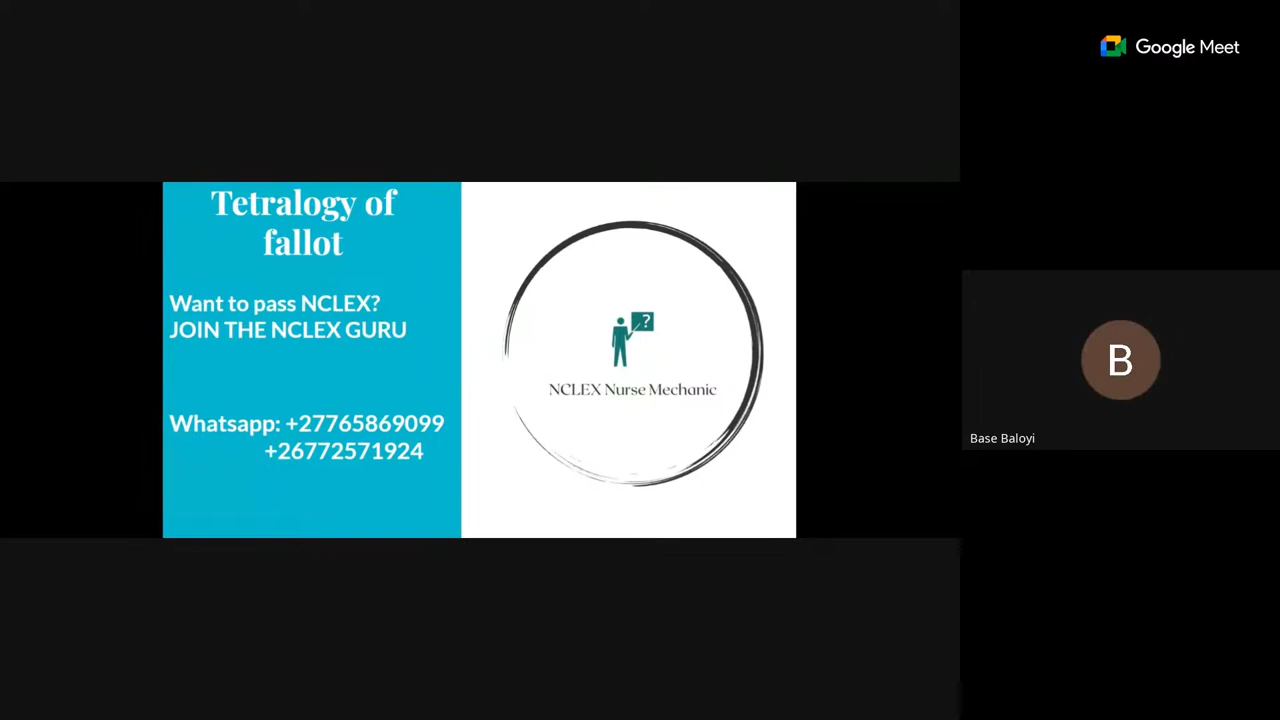 Google Meet
Tetralogy of
fallot
Want to pass NCLEX?
JOIN THE NCLEX GURU
Whatsapp: +27765869099
+26772571924
?
NCLEX Nurse Mechanic
B
Base Baloyi